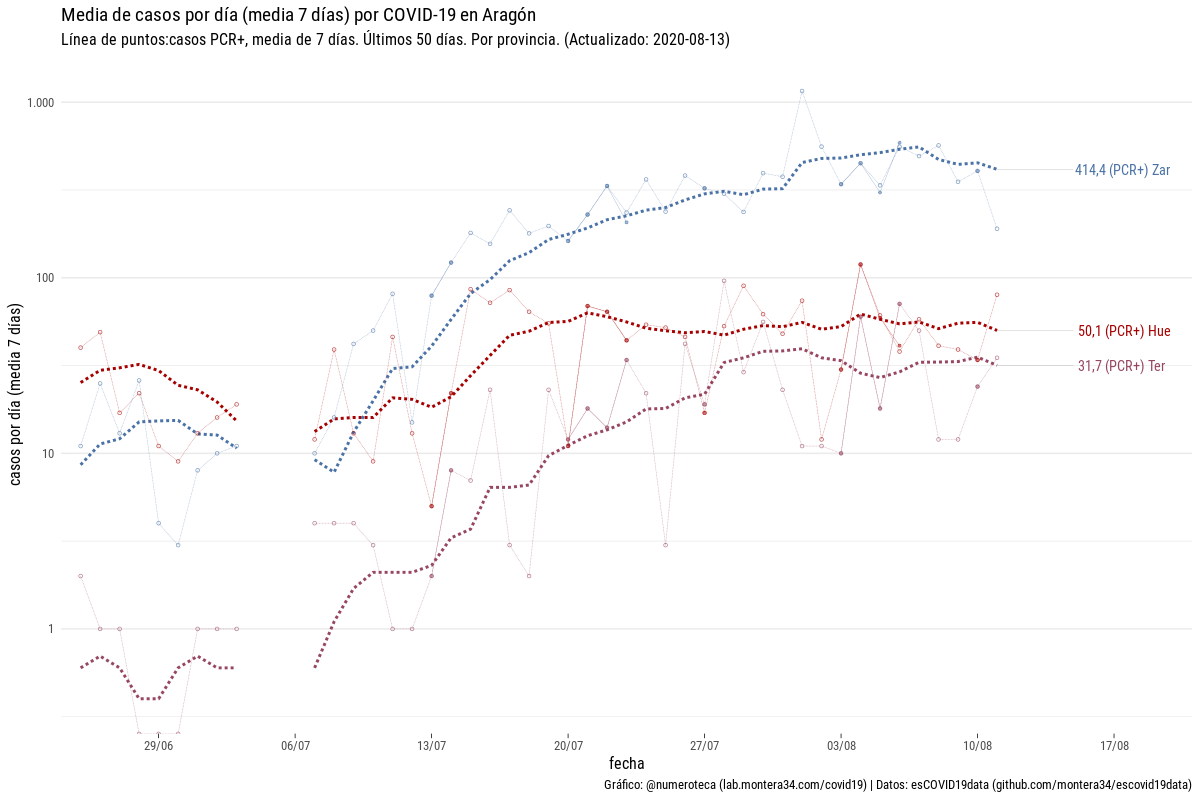 Media de casos por día (media 7 días) por COVID-19 en Aragón
Línea de puntos:casos PCR+, media de 7 días. Últimos 50 días. Por provincia. (Actualizado: 2020-08-13)
casos por día (media 7 días)
1.000
100
10
1
414,4 (PCR+) Zar
50,1 (PCR+) Hue
31,7 (PCR+) Ter
29/06 06/07 13/07 20/07 27/07 03/08 10/08 17/08
fecha
Gráfico: @numeroteca (lab.montera34.com/covid19) | Datos: esCOVID19data (github.com/montera34/escovid19data)